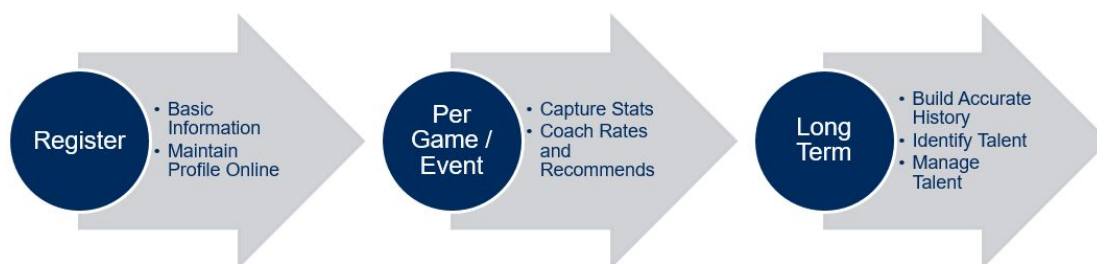 Register
• Basic
Information
• Maintain
Profile Online
Per
Game /
Event
• Capture Stats
• Coach Rates
and
Recommends
Long
Term
• Build Accurate
History
• Identify Talent
• Manage
Talent